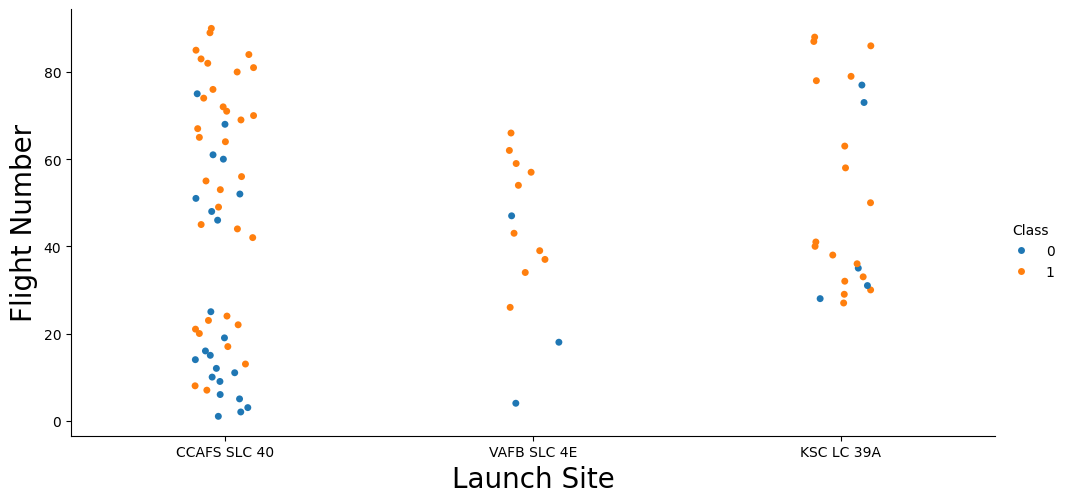 80
60
40
20
0
Flight Number
CCAFS SLC 40
VAFB SLC 4E
KSC LC 39A
Launch Site
Class
0
1